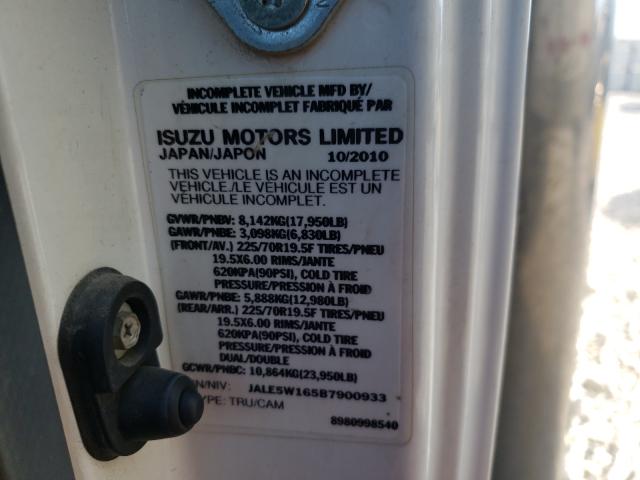 INCOMPLETE VEHICLE MFD BY/
VÉHICULE INCOMPLET FABRIQUÉ PAR
ISUZU MOTORS LIMITED
JAPAN/JAPON 10/2010
THIS VEHICLE IS AN INCOMPLETE
VEHICLE./LE VÉHICULE EST UN
VÉHICULE INCOMPLET.
GVWR/PNBV: 8,142KG(17,950LB)
GAWR/PNBE: 3,098KG(6,830LB)
(FRONT/AV.) 225/70R19.5F TIRES/PNEU
19.5X6.00 RIMS/JANTE
620KPA(90PSI), COLD TIRE
PRESSURE/PRESSION À FROID
GAWR/PNBE: 5,888KG(12,980LB)
(REAR/ARR.) 225/70R19.5F TIRES/PNEU
19.5X6.00 RIMS/JANTE
620KPA(90PSI), COLD TIRE
PRESSURE/PRESSION À FROID
DUAL/DOUBLE
GCWR/PNBC: 10,864KG(23,950LB)
N/NIV: JALE5W165B7900933
YPE: TRU/CAM
8980998540